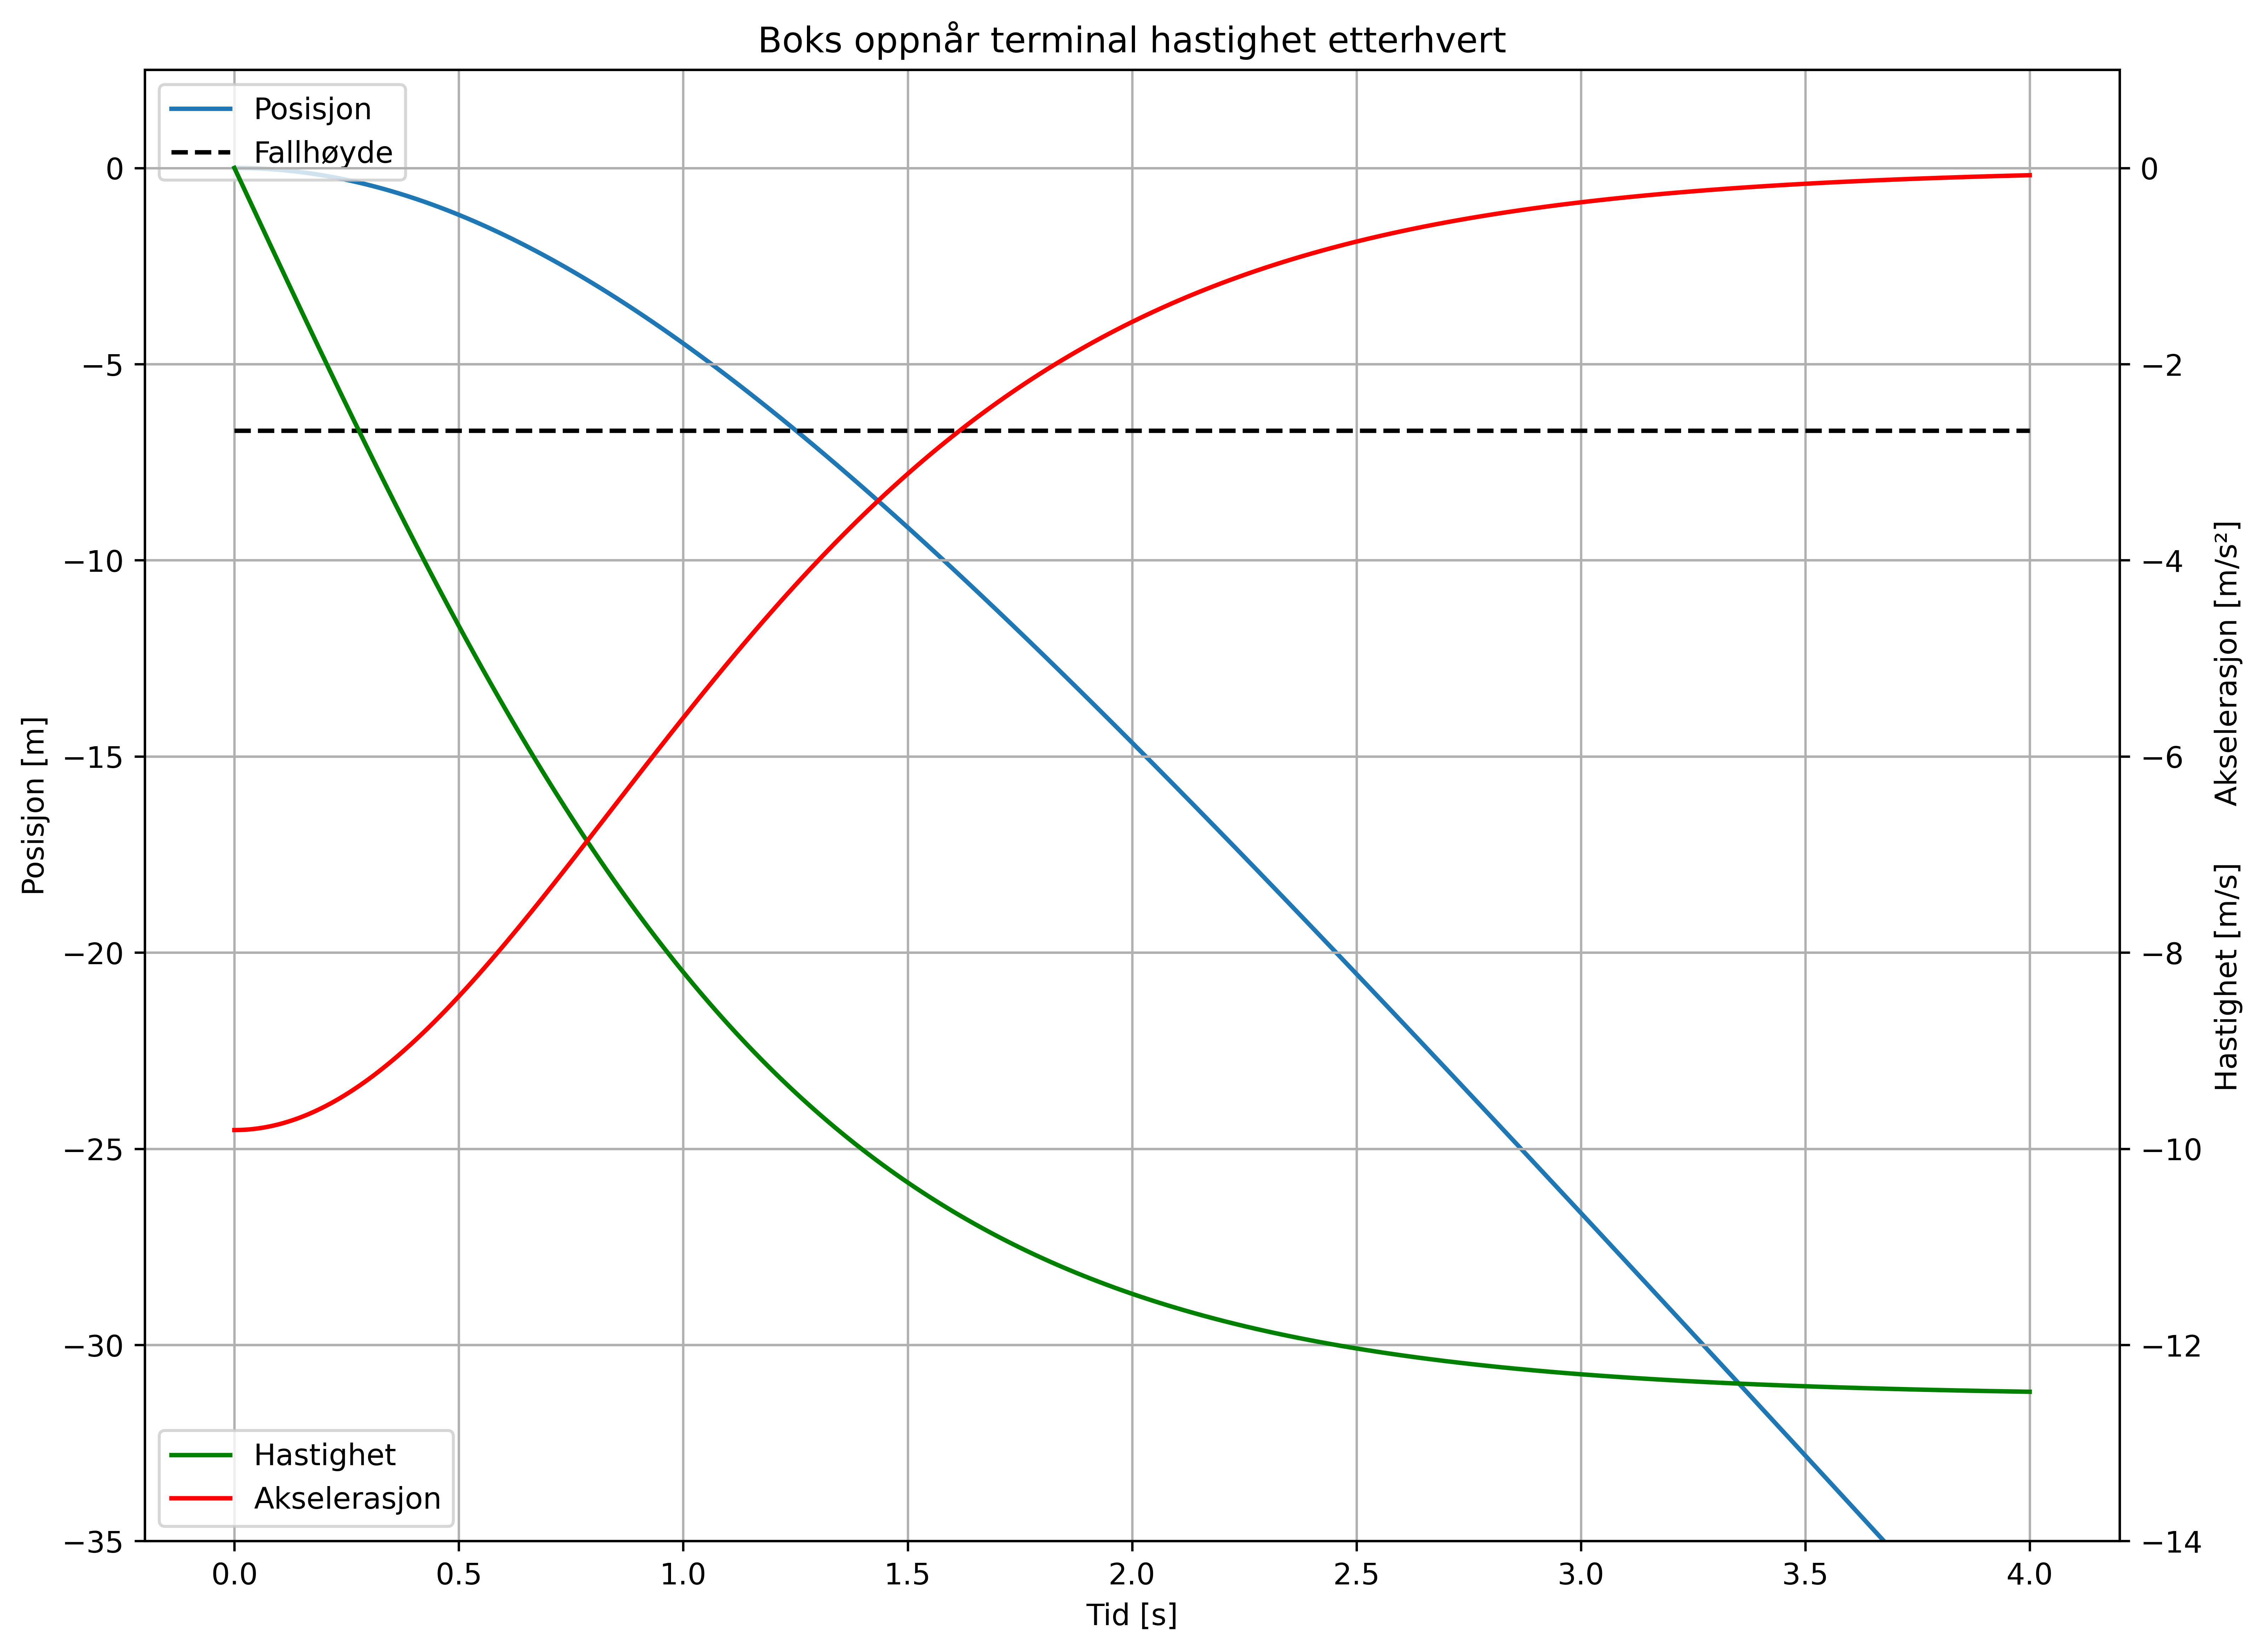 Boks oppnår terminal hastighet etterhvert
Posisjon
Fallhøyde
0
−5
−10
−15
−20
−25
−30
−35
Posisjon [m]
0
−2
−4
−6
−8
−10
−12
−14
Hastighet [m/s]     Akselerasjon [m/s²]
Hastighet
Akselerasjon
0.0 0.5 1.0 1.5 2.0 2.5 3.0 3.5 4.0
Tid [s]